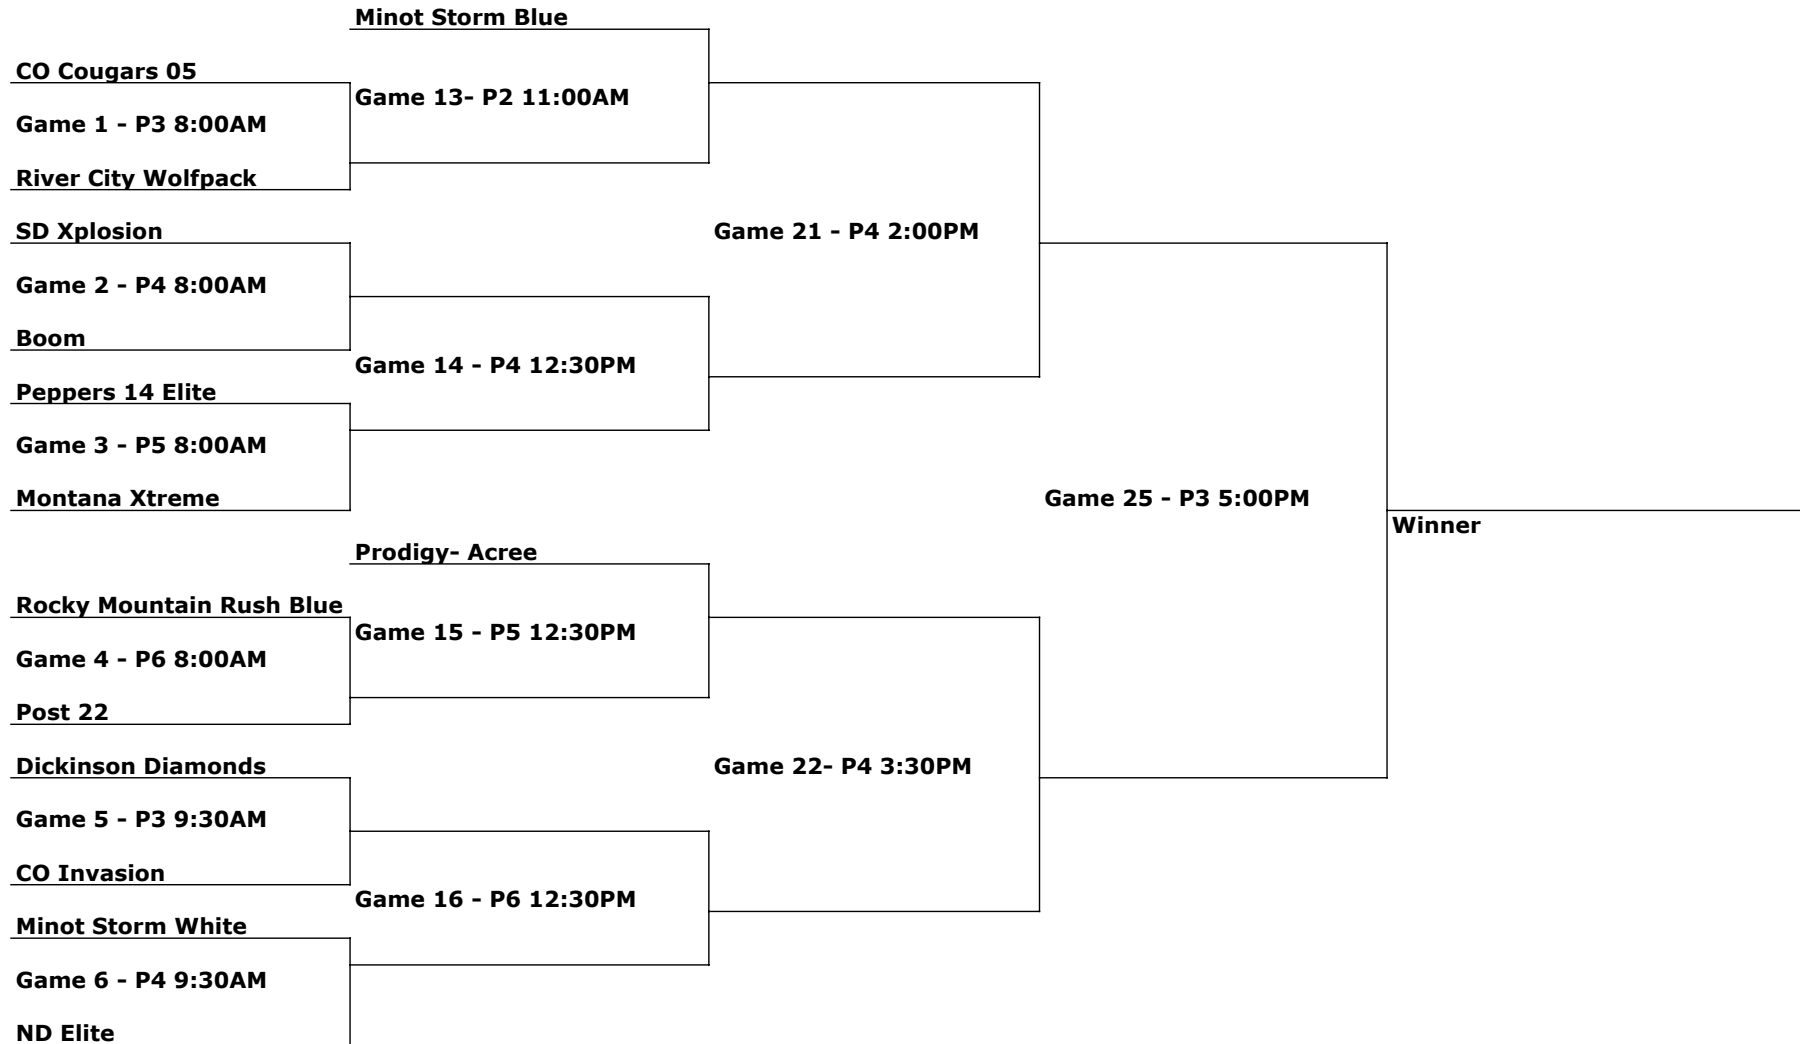 Minot Storm Blue
CO Cougars 05
Game 13- P2 11:00AM
Game 1 - P3 8:00AM
River City Wolfpack
SD Xplosion
Game 21 - P4 2:00PM
Game 2 - P4 8:00AM
Boom
Game 14 - P4 12:30PM
Peppers 14 Elite
Game 3 - P5 8:00AM
Montana Xtreme
Game 25 - P3 5:00PM
Winner
Prodigy- Acree
Rocky Mountain Rush Blue
Game 15 - P5 12:30PM
Game 4 - P6 8:00AM
Post 22
Dickinson Diamonds
Game 22- P4 3:30PM
Game 5 - P3 9:30AM
CO Invasion
Game 16 - P6 12:30PM
Minot Storm White
Game 6 - P4 9:30AM
ND Elite